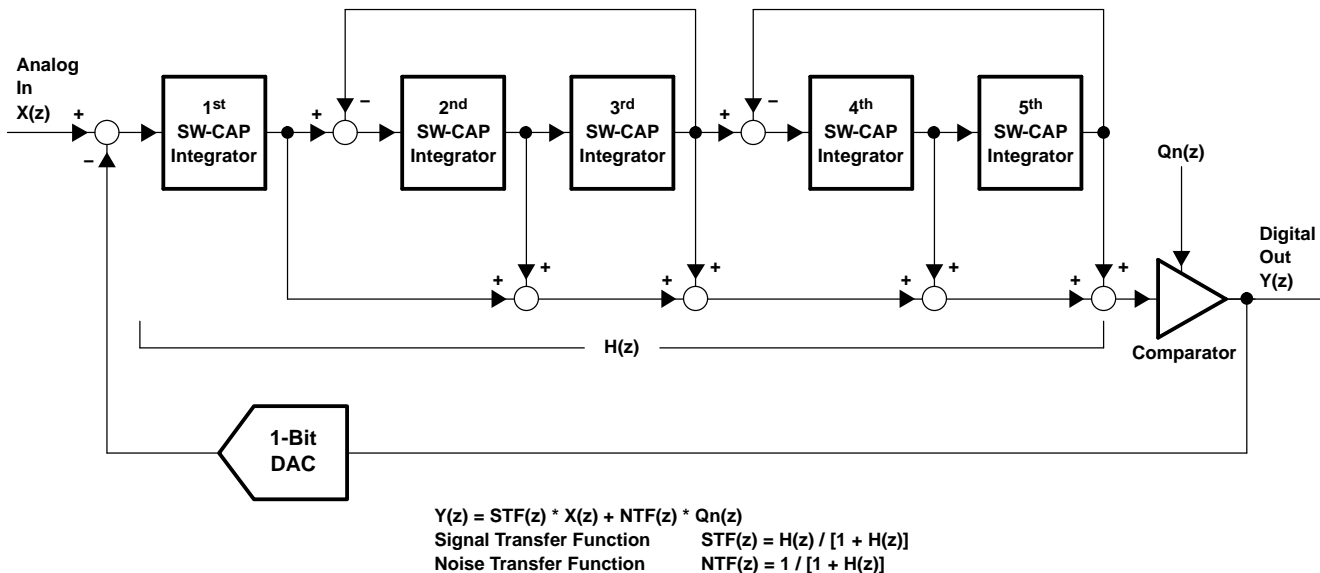 Analog
In
X(z)
+
−
1st
SW-CAP
Integrator
+
−
2nd
SW-CAP
Integrator
3rd
SW-CAP
Integrator
+
−
4th
SW-CAP
Integrator
5th
SW-CAP
Integrator
Qn(z)
Digital
Out
Y(z)
+
+
+
+
+
+
+
+
H(z)
Comparator
1-Bit
DAC
Y(z) = STF(z) * X(z) + NTF(z) * Qn(z)
Signal Transfer Function STF(z) = H(z) / [1 + H(z)]
Noise Transfer Function NTF(z) = 1 / [1 + H(z)]